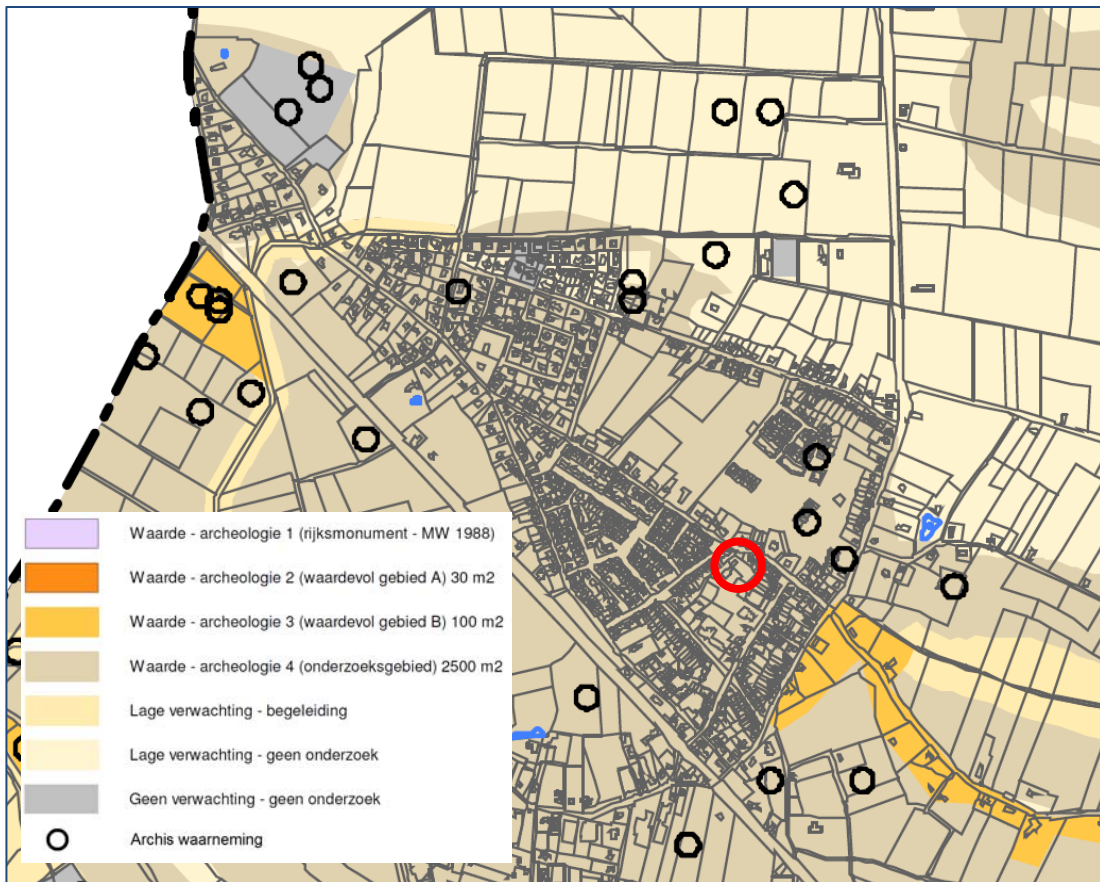 Waarde - archeologie 1 (rijksmonument - MW 1988)
Waarde - archeologie 2 (waardevol gebied A) 30 m2
Waarde - archeologie 3 (waardevol gebied B) 100 m2
Waarde - archeologie 4 (onderzoeksgebied) 2500 m2
Lage verwachting - begeleiding
Lage verwachting - geen onderzoek
Geen verwachting - geen onderzoek
Archis waarneming